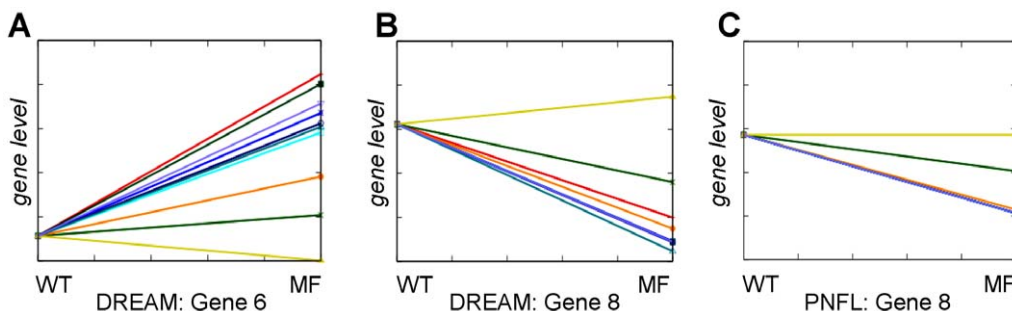 A
B
C
gene level
gene level
gene level
WT
MF
WT
MF
WT
MF
DREAM: Gene 6
DREAM: Gene 8
PNFL: Gene 8